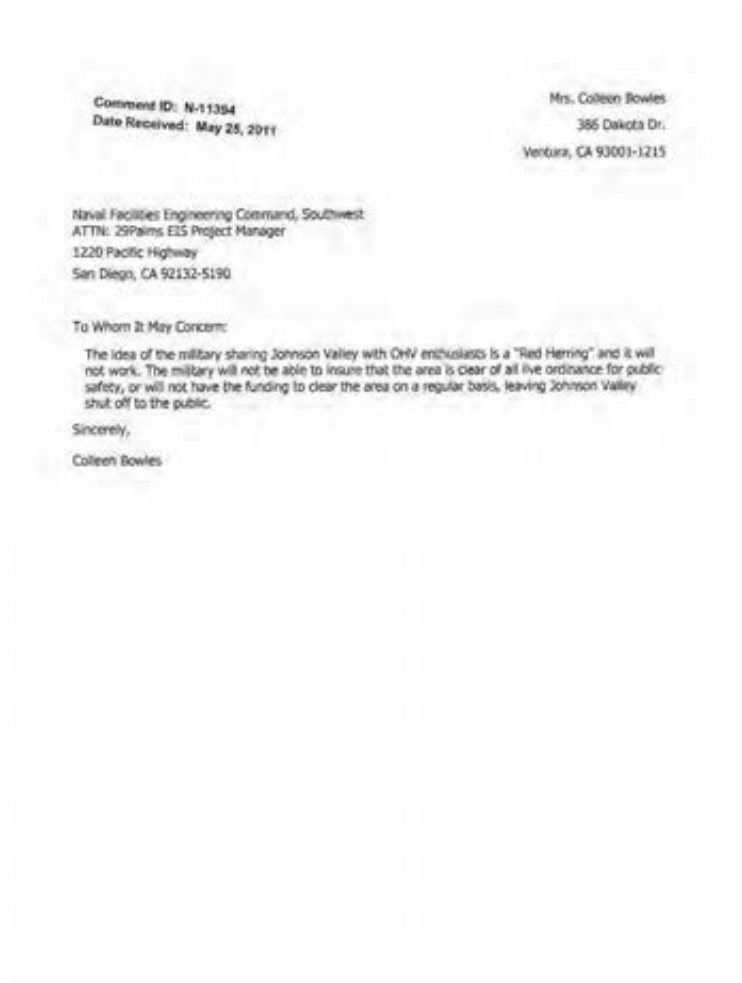 Comment ID: N-11394
Date Received: May 25, 2011
Mrs. Colleen Bowles
386 Dakota Dr.
Ventura, CA 93001-1215
Naval Facilities Engineering Command, Southwest
ATTN: 29Palms EIS Project Manager
1220 Pacific Highway
San Diego, CA 92132-5190
To Whom It May Concern:
The idea of the military sharing Johnson Valley with OHV enthusiasts is a "Red Herring" and it will
not work. The military will not be able to insure that the area is clear of all live ordinance for public
safety, or will not have the funding to clear the area on a regular basis, leaving Johnson Valley
shut off to the public.
Sincerely,
Colleen Bowles